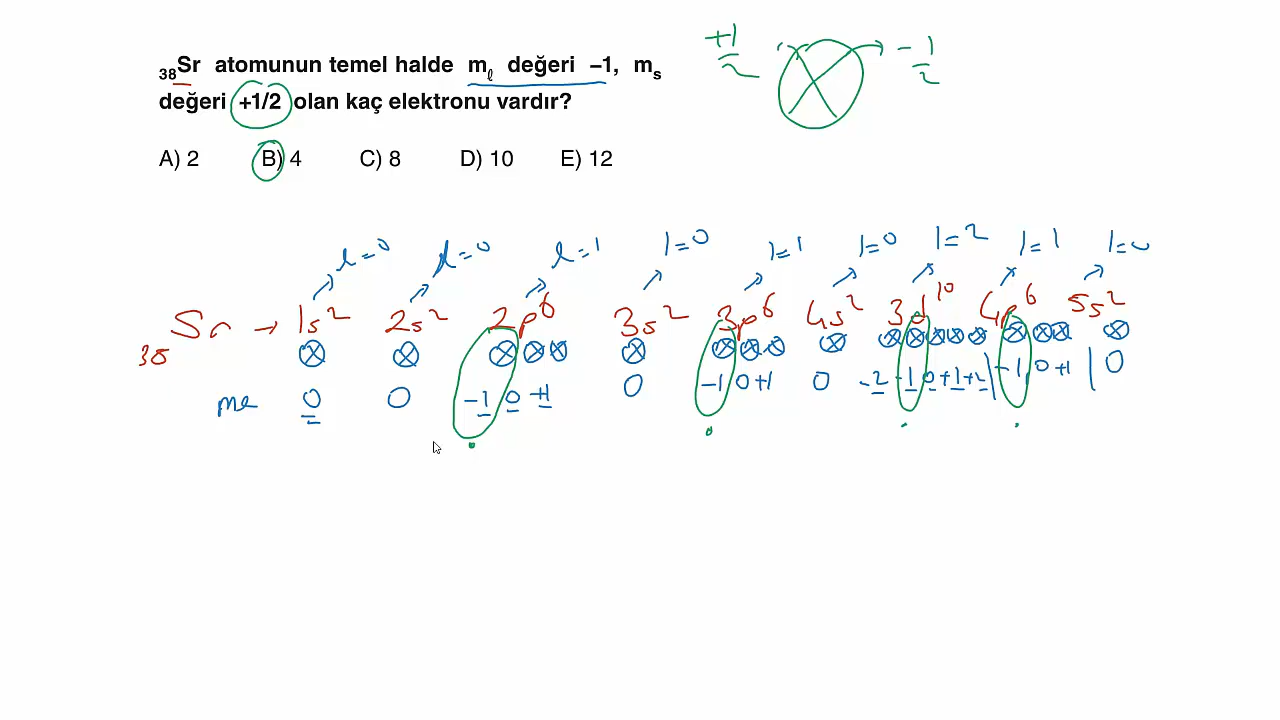 ₃₈Sr atomunun temel halde mℓ değeri –1, ms
değeri +1/2 olan kaç elektronu vardır?
A) 2 B) 4 C) 8 D) 10 E) 12
+1/2 -1/2
l=0 l=0 l=1 l=0 l=1 l=0 l=2 l=1 l=0
₃₈Sr → 1s² 2s² 2p⁶ 3s² 3p⁶ 4s² 3d¹⁰ 4p⁶ 5s²
me 0 0 -1 0 +1 0 -1 0 +1 0 -2 -1 0 +1 +2 | -1 0 +1 | 0